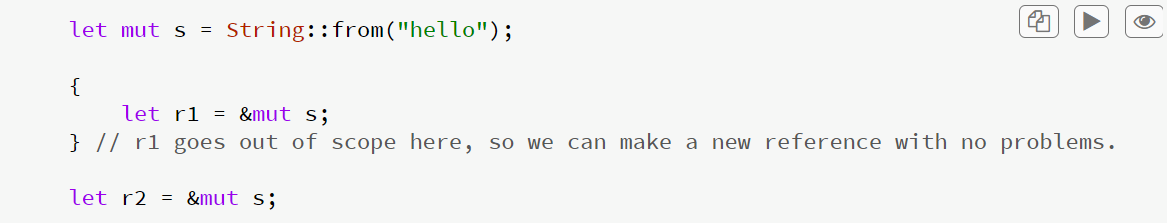 let mut s = String::from("hello");
{
let r1 = &mut s;
} // r1 goes out of scope here, so we can make a new reference with no problems.
let r2 = &mut s;